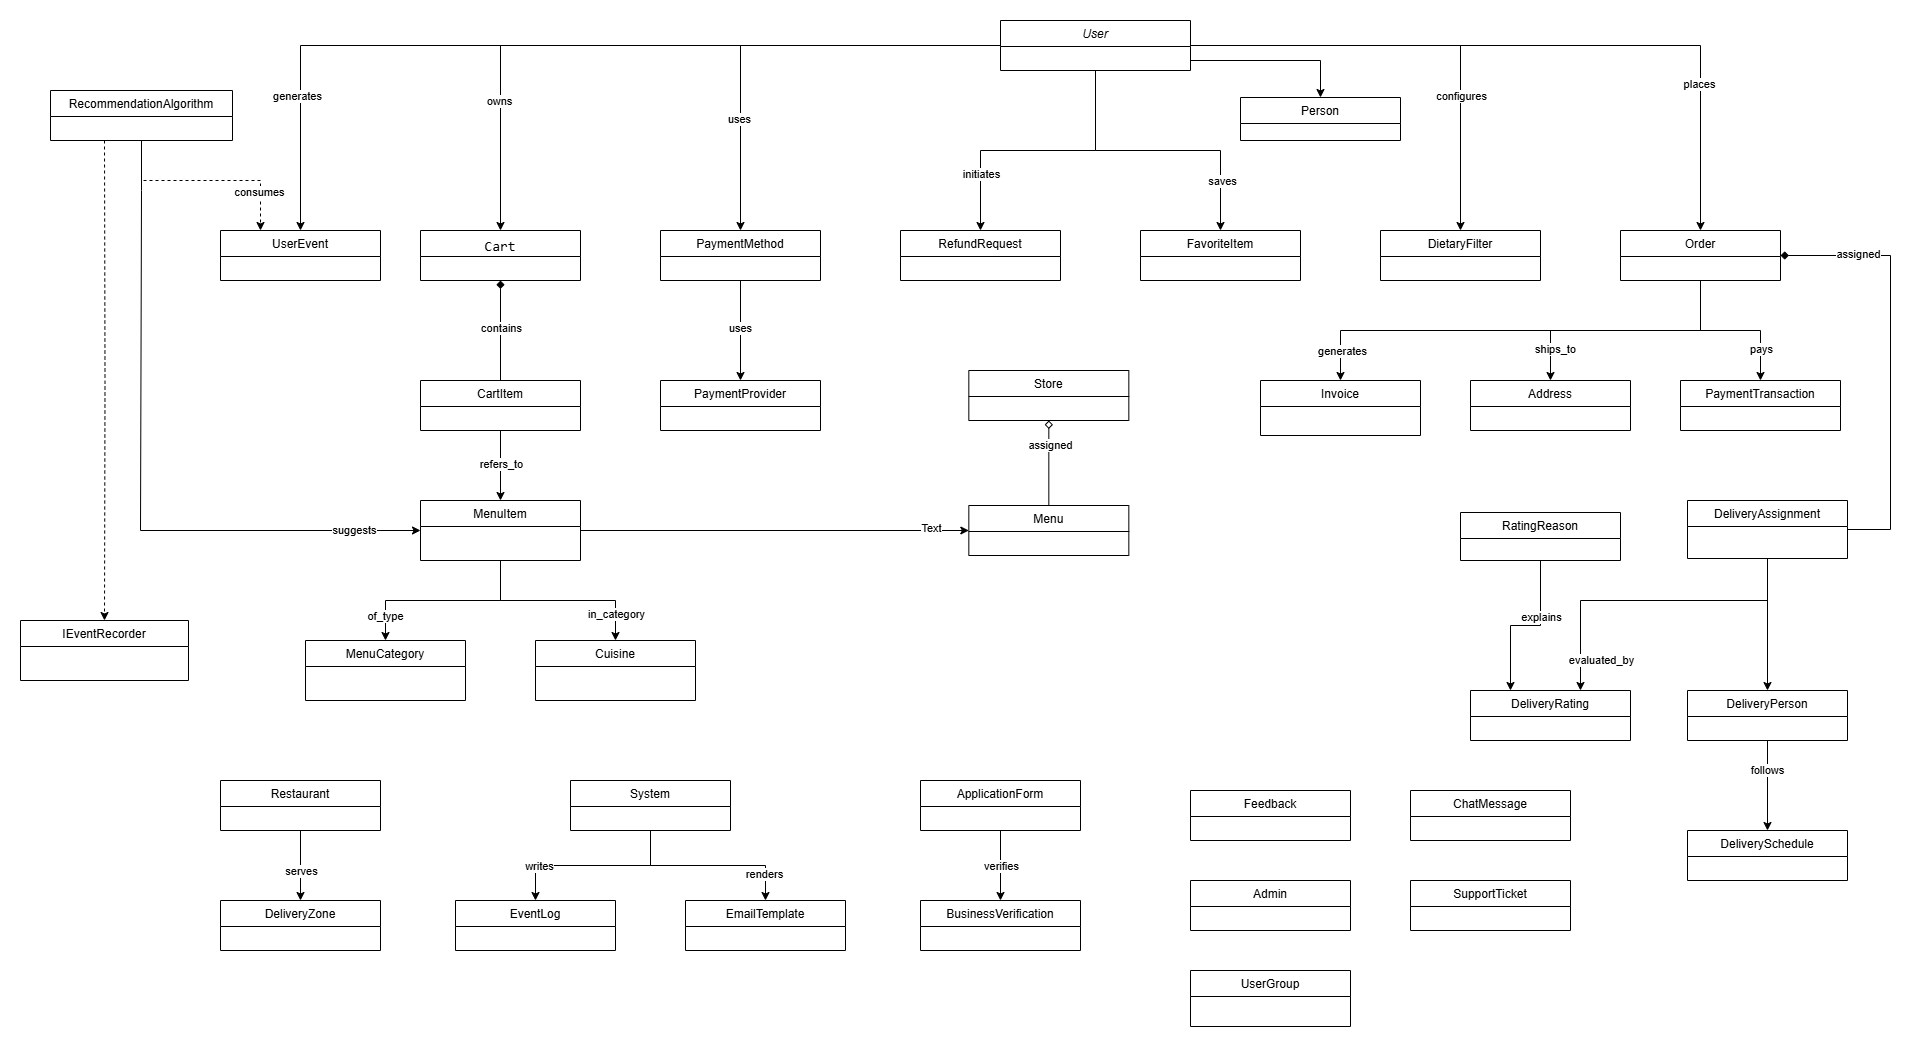 User
RecommendationAlgorithm
generates
owns
uses
Person
configures
places
consumes
initiates
saves
UserEvent
Cart
PaymentMethod
RefundRequest
FavoriteItem
DietaryFilter
Order
assigned
contains
uses
generates
ships_to
pays
CartItem
PaymentProvider
Store
Invoice
Address
PaymentTransaction
assigned
refers_to
MenuItem
suggests
Text
Menu
RatingReason
DeliveryAssignment
of_type
in_category
explains
IEventRecorder
MenuCategory
Cuisine
evaluated_by
DeliveryRating
DeliveryPerson
follows
Restaurant
System
ApplicationForm
Feedback
ChatMessage
DeliverySchedule
serves
writes
renders
verifies
Admin
SupportTicket
DeliveryZone
EventLog
EmailTemplate
BusinessVerification
UserGroup